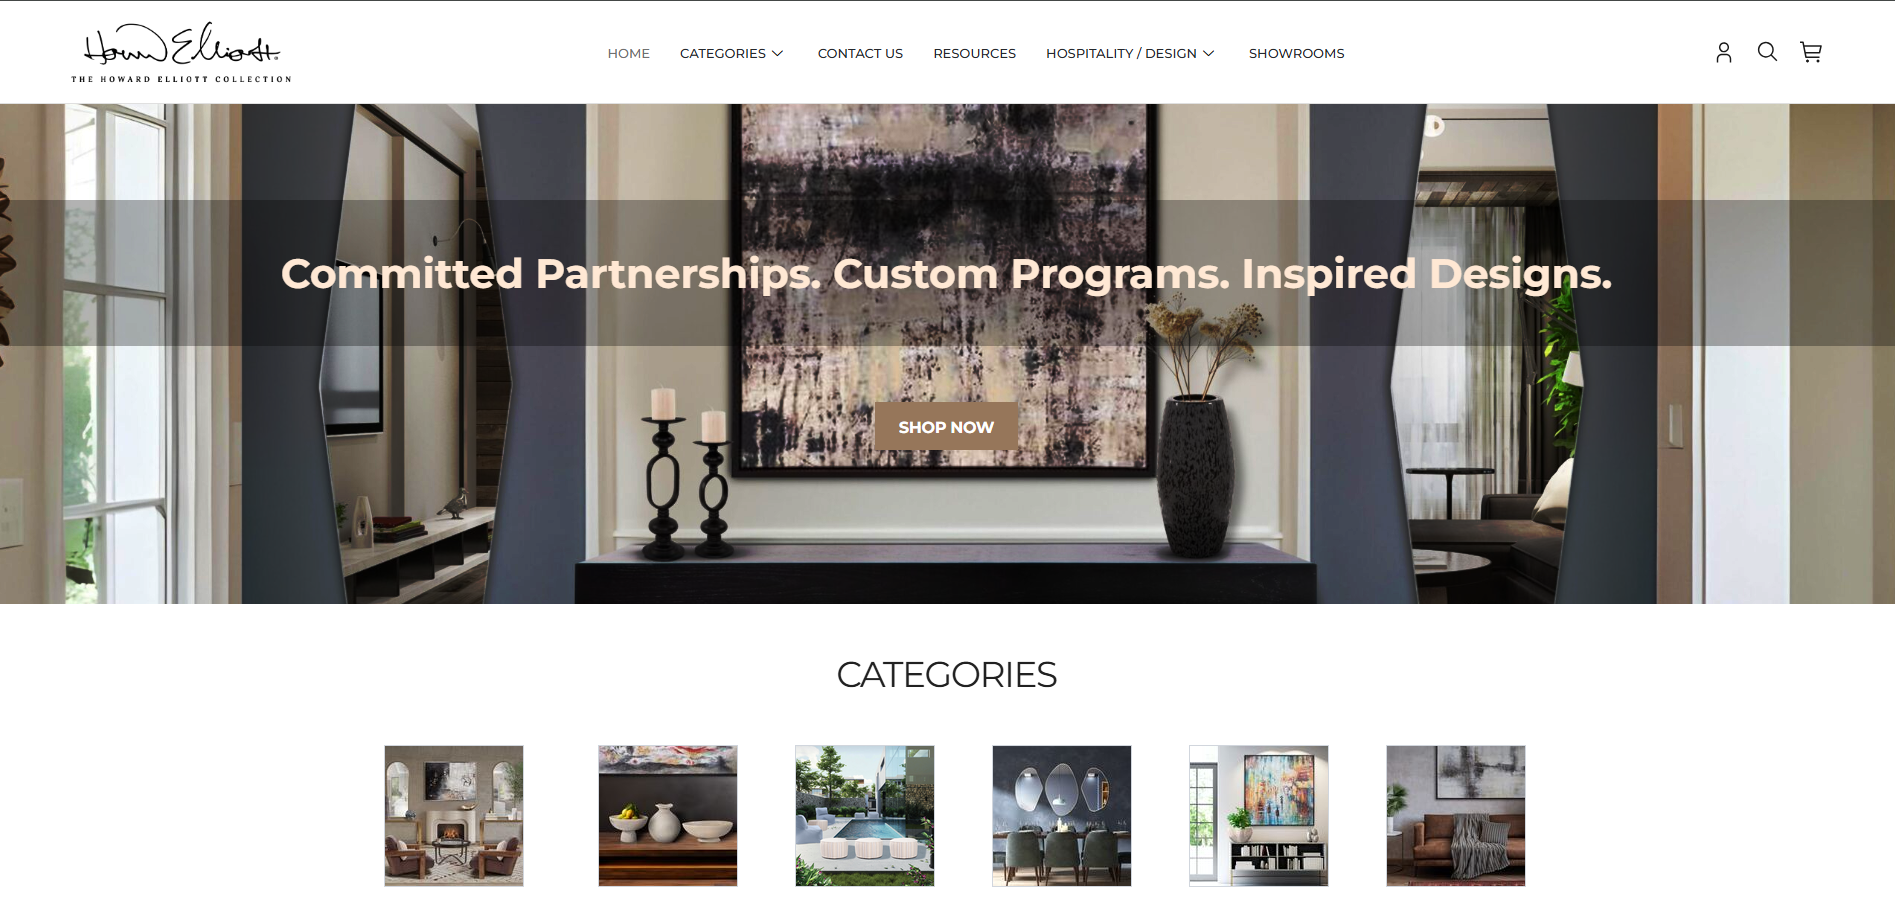 Howard Elliott
THE HOWARD ELLIOTT COLLECTION
HOME CATEGORIES CONTACT US RESOURCES HOSPITALITY / DESIGN SHOWROOMS
Committed Partnerships. Custom Programs. Inspired Designs.
SHOP NOW
CATEGORIES